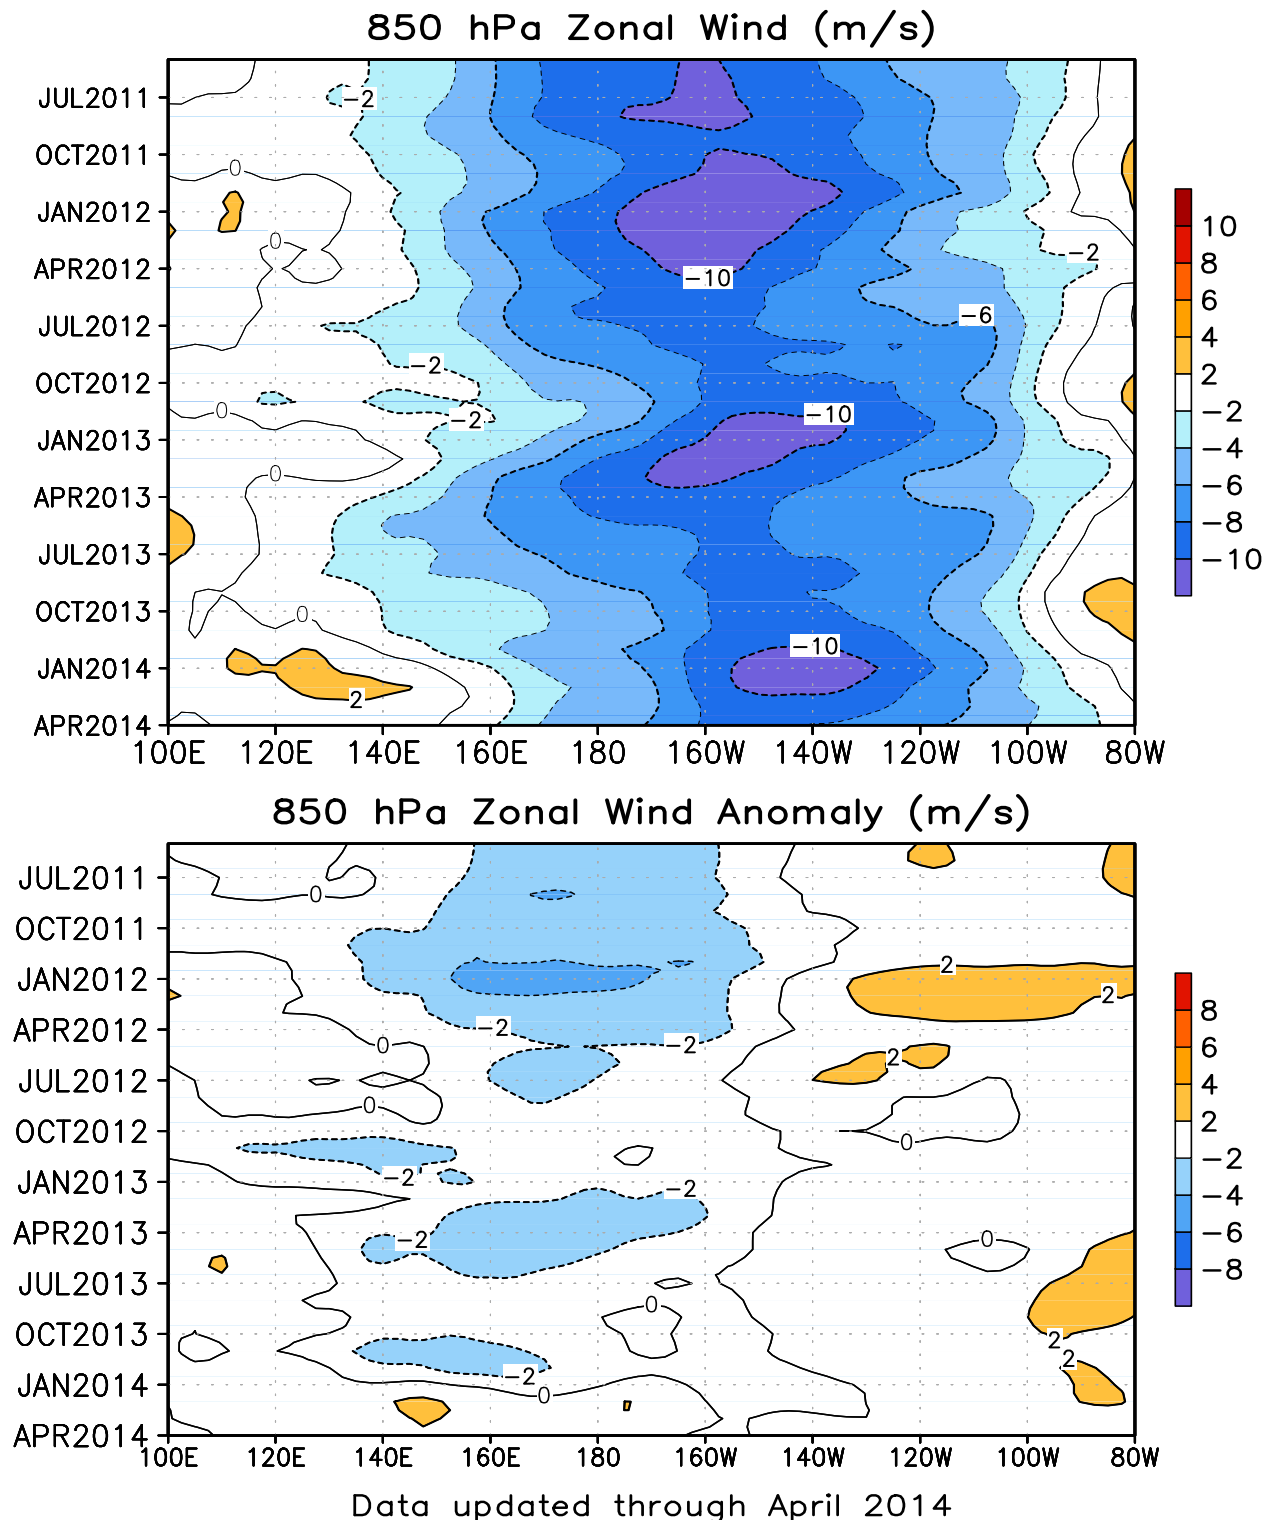 850 hPa Zonal Wind (m/s)
JUL2011
OCT2011
JAN2012
APR2012
JUL2012
OCT2012
JAN2013
APR2013
JUL2013
OCT2013
JAN2014
APR2014
100E 120E 140E 160E 180 160W 140W 120W 100W 80W
−2
0
0
−2
−10
−6
−2
0
−10
−2
0
0
−10
2
10
8
6
4
2
−2
−4
−6
−8
−10
850 hPa Zonal Wind Anomaly (m/s)
JUL2011
OCT2011
JAN2012
APR2012
JUL2012
OCT2012
JAN2013
APR2013
JUL2013
OCT2013
JAN2014
APR2014
100E 120E 140E 160E 180 160W 140W 120W 100W 80W
0
2
2
−2
0
−2
2
0
0
−2
−2
−2
0
0
2
2
−2
0
8
6
4
2
−2
−4
−6
−8
Data updated through April 2014